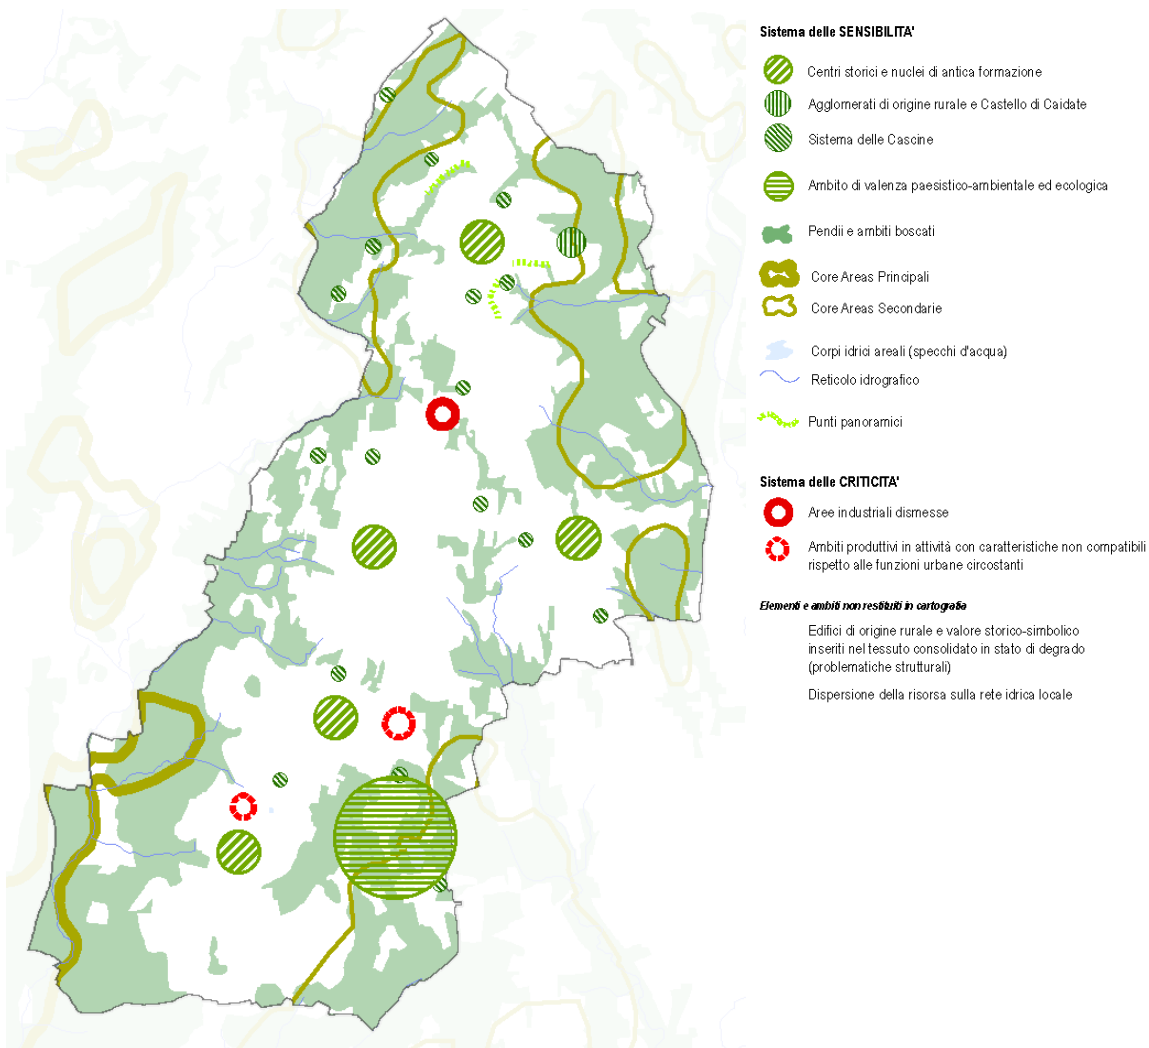 Sistema delle SENSIBILITA'
Centri storici e nuclei di antica formazione
Agglomerati di origine rurale e Castello di Caidate
Sistema delle Cascine
Ambito di valenza paesistico-ambientale ed ecologica
Pendii e ambiti boscati
Core Areas Principali
Core Areas Secondarie
Corpi idrici areali (specchi d'acqua)
Reticolo idrografico
Punti panoramici
Sistema delle CRITICITA'
Aree industriali dismesse
Ambiti produttivi in attività con caratteristiche non compatibili
rispetto alle funzioni urbane circostanti
Elementi e ambiti non restituiti in cartografia
Edifici di origine rurale e valore storico-simbolico
inseriti nel tessuto consolidato in stato di degrado
(problematiche strutturali)
Dispersione della risorsa sulla rete idrica locale